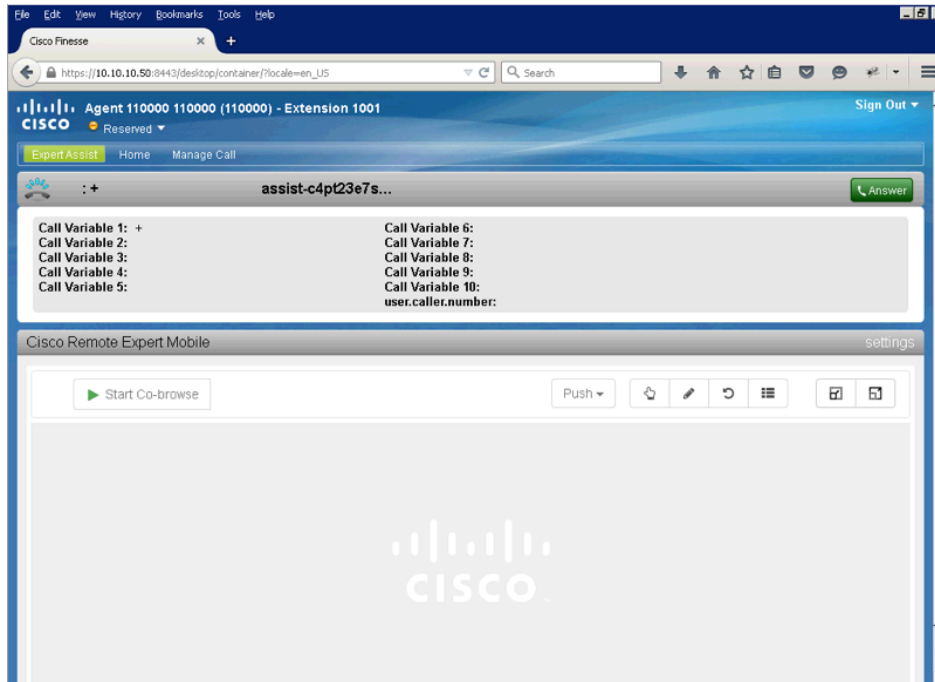 File Edit View History Bookmarks Tools Help
Cisco Finesse × +
https://10.10.10.50:8443/desktop/container/?locale=en_US Search
CISCO Agent 110000 110000 (110000) - Extension 1001 Sign Out
Reserved
Expert Assist Home Manage Call
: + assist-c4pt23e7s... Answer
Call Variable 1: + Call Variable 6:
Call Variable 2: Call Variable 7:
Call Variable 3: Call Variable 8:
Call Variable 4: Call Variable 9:
Call Variable 5: Call Variable 10:
user.caller.number:
Cisco Remote Expert Mobile settings
Start Co-browse Push
CISCO